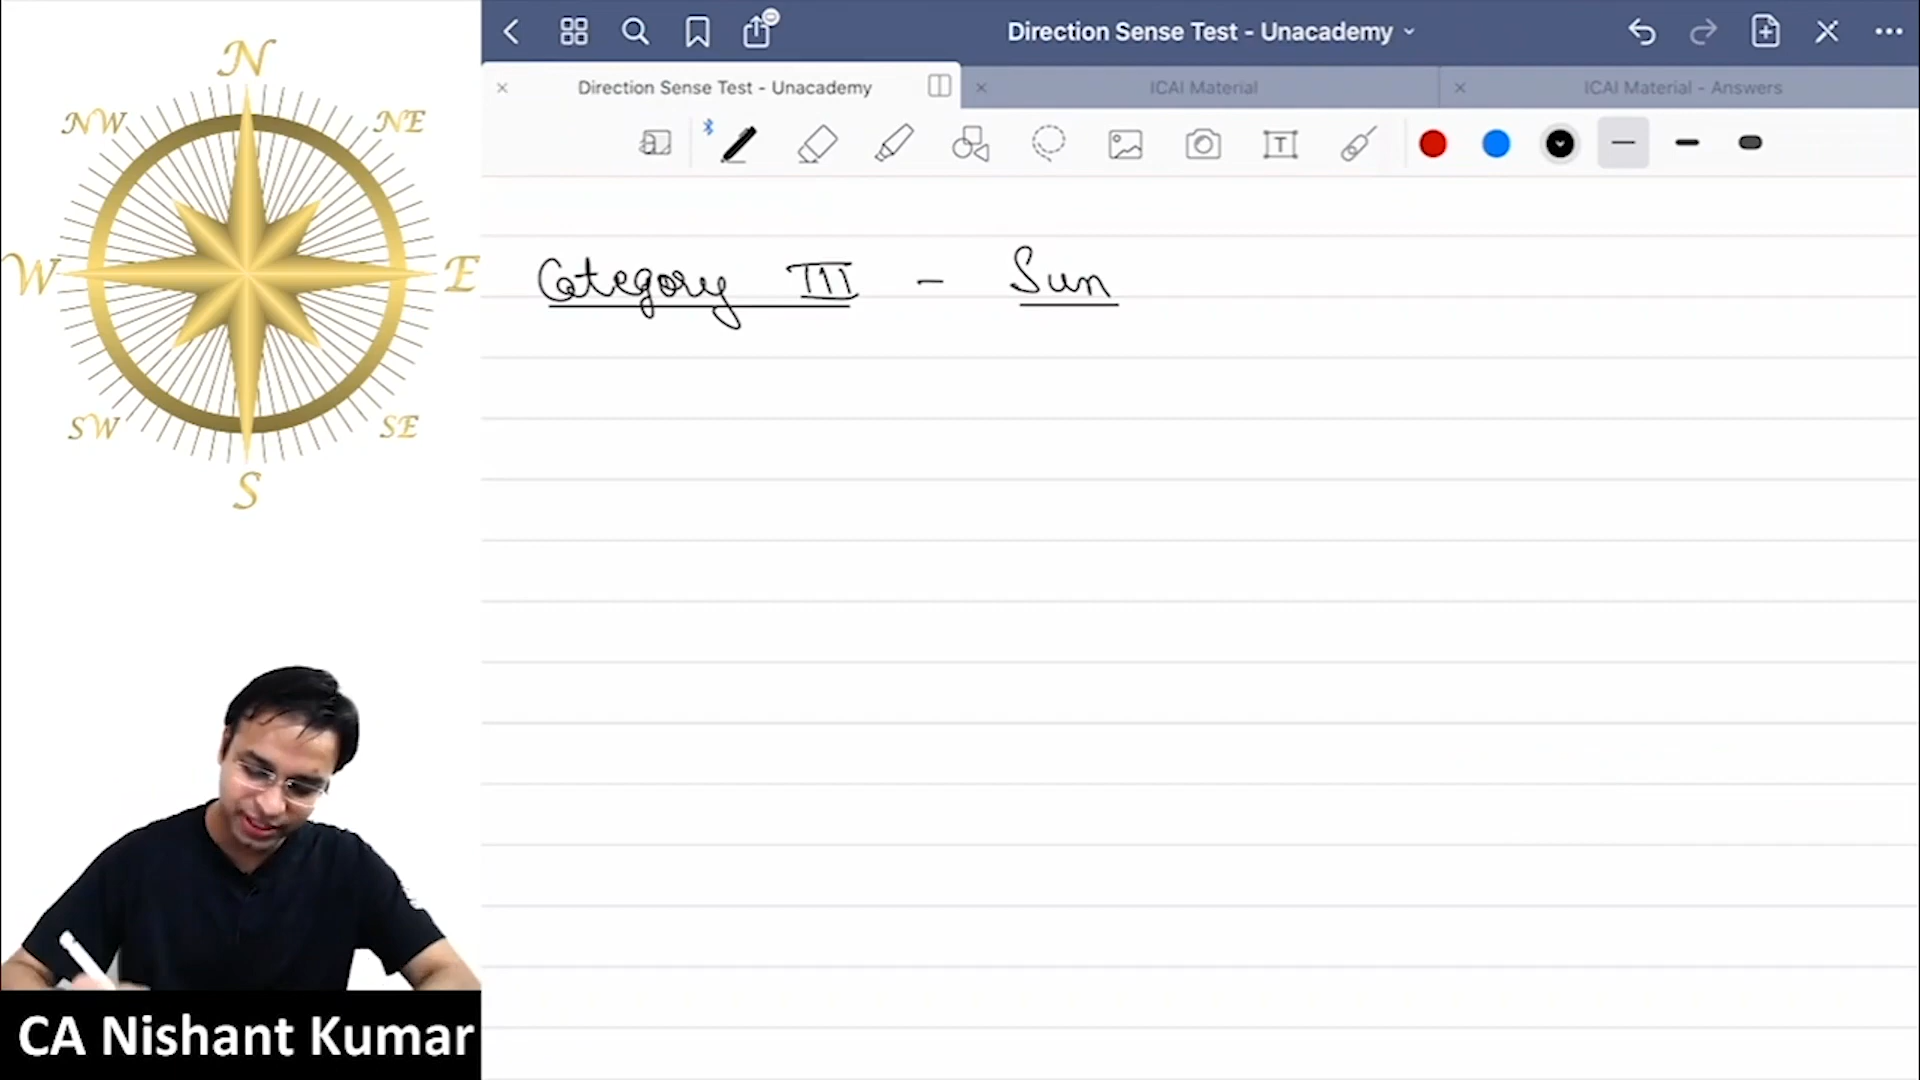 N
NW NE
W E
SW SE
S
CA Nishant Kumar
Direction Sense Test - Unacademy
Direction Sense Test - Unacademy
ICAI Material
ICAI Material - Answers
T
Category III - Sun